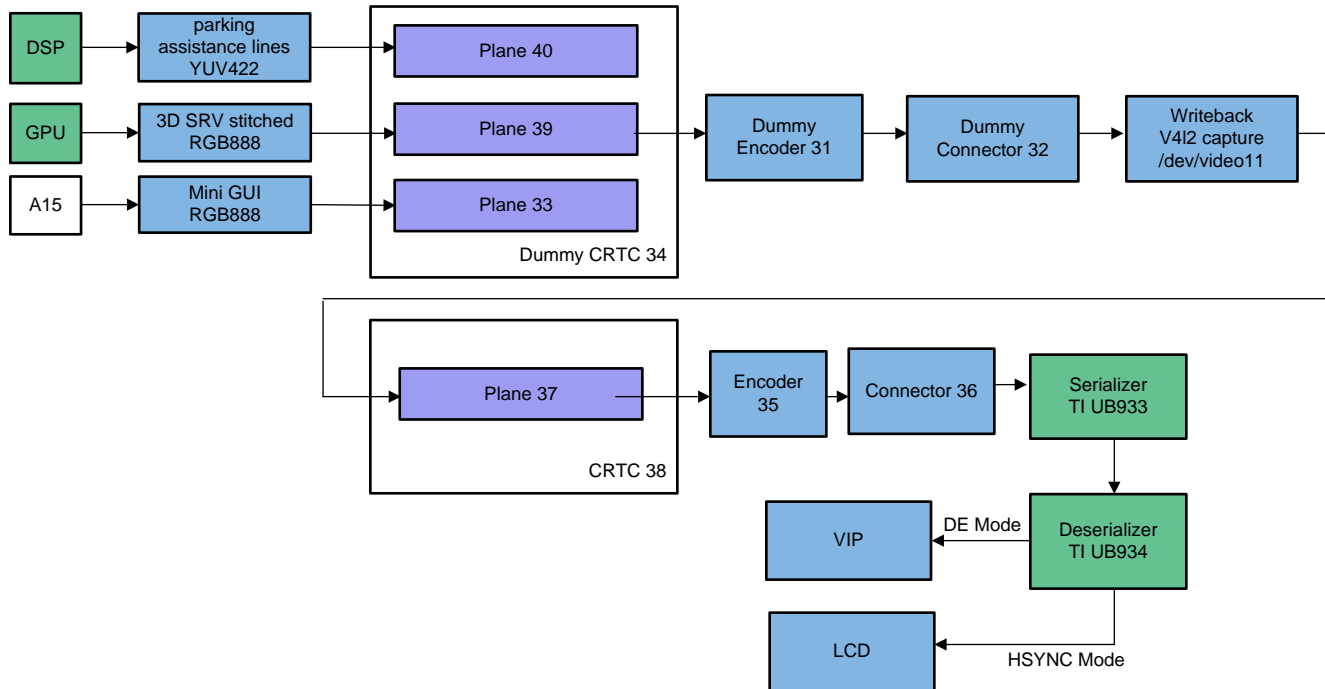 DSP
parking
assistance lines
YUV422
Plane 40
GPU
3D SRV stitched
RGB888
Plane 39
Dummy
Encoder 31
Dummy
Connector 32
Writeback
V4l2 capture
/dev/video11
A15
Mini GUI
RGB888
Plane 33
Dummy CRTC 34
Plane 37
CRTC 38
Encoder
35
Connector 36
Serializer
TI UB933
VIP
DE Mode
Deserializer
TI UB934
LCD
HSYNC Mode